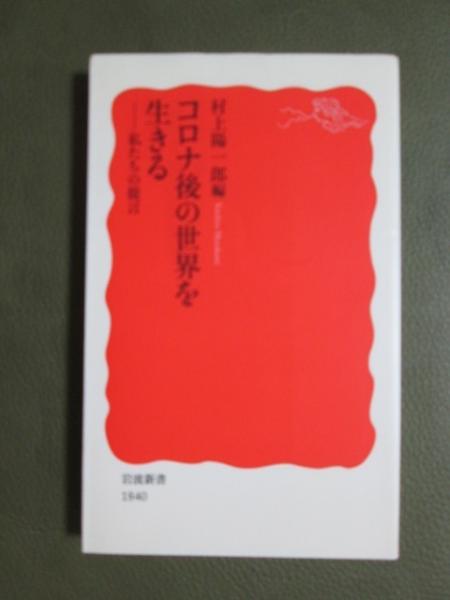 村上陽一郎編
コロナ後の世界を
生きる
――私たちの提言
岩波新書
1840